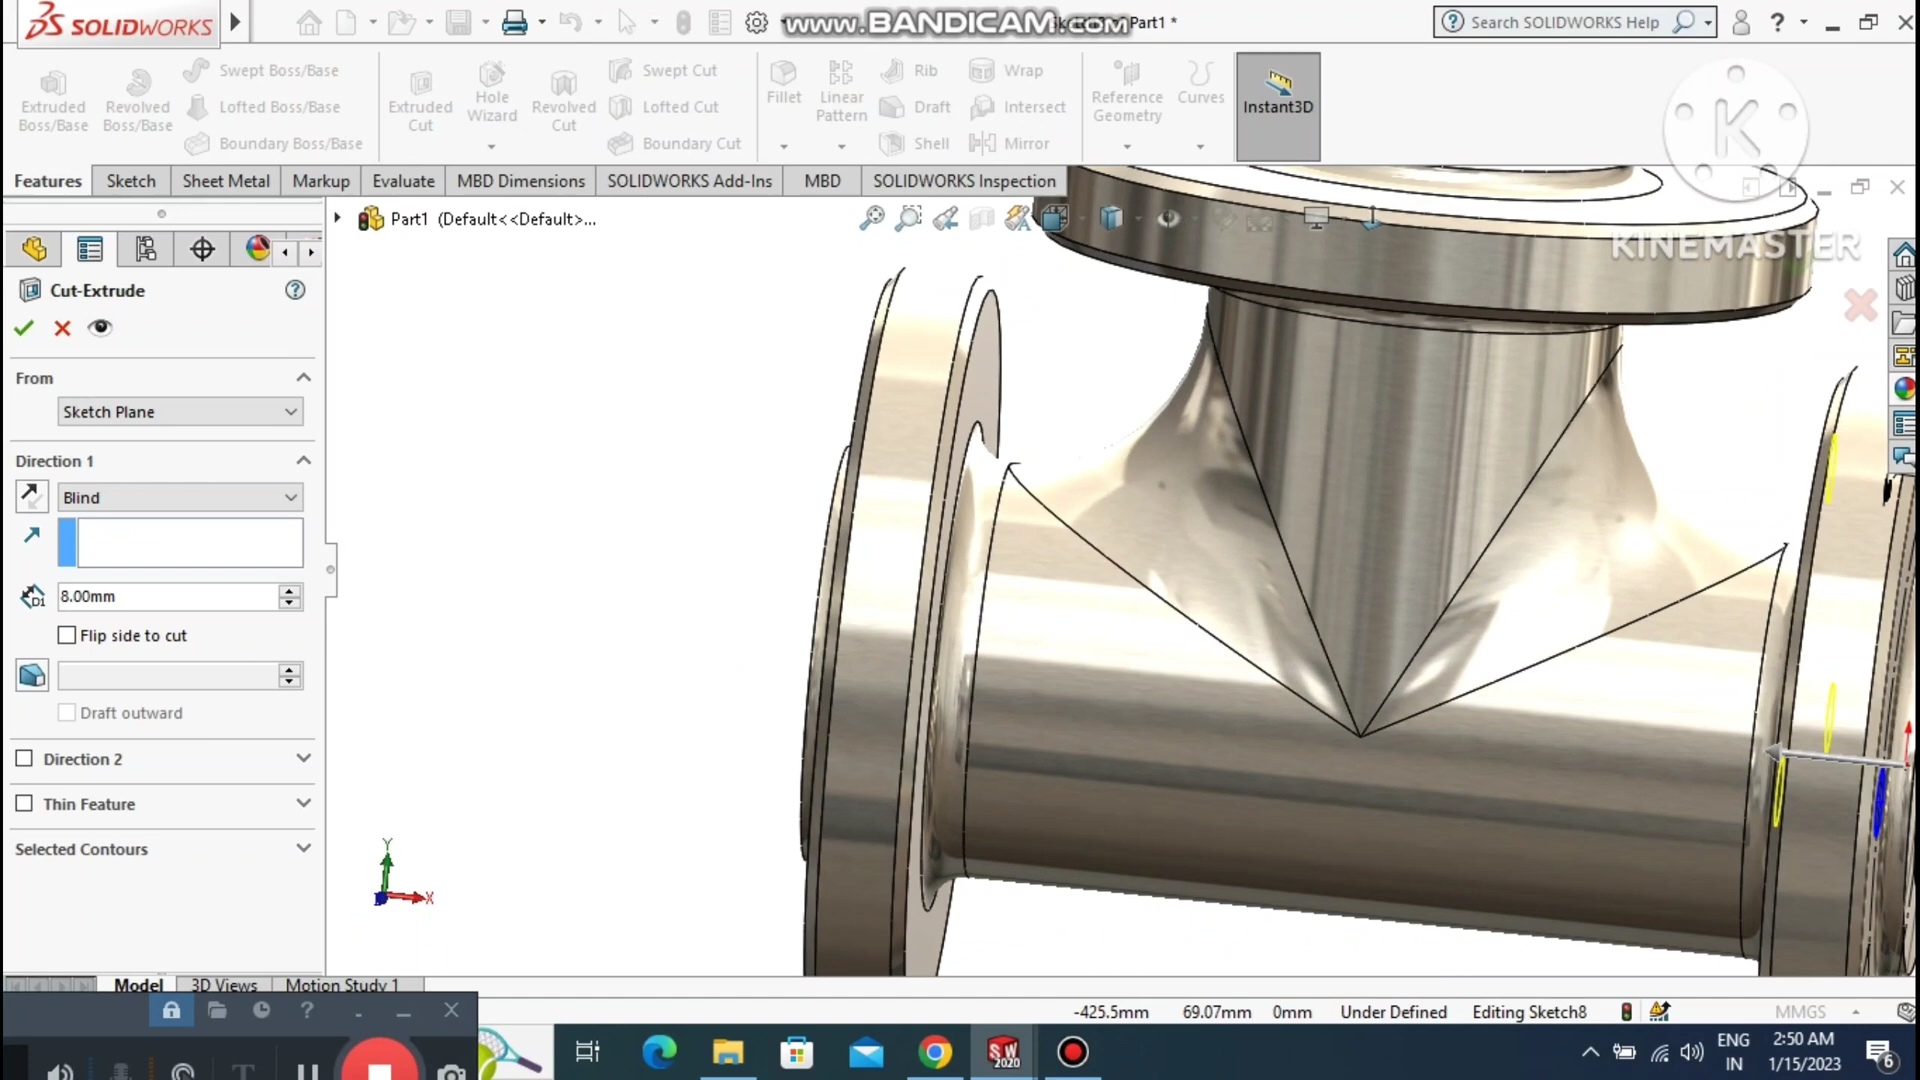 SOLIDWORKS
www.BANDICAM.com
Part1 *
Search SOLIDWORKS Help
?
Extruded Boss/Base
Revolved Boss/Base
Swept Boss/Base
Lofted Boss/Base
Boundary Boss/Base
Extruded Cut
Hole Wizard
Revolved Cut
Swept Cut
Lofted Cut
Boundary Cut
Fillet
Linear Pattern
Rib
Draft
Shell
Wrap
Intersect
Mirror
Reference Geometry
Curves
Instant3D
K
KINEMASTER
Features
Sketch
Sheet Metal
Markup
Evaluate
MBD Dimensions
SOLIDWORKS Add-Ins
MBD
SOLIDWORKS Inspection
Part1 (Default<<Default>...
Cut-Extrude
From
Sketch Plane
Direction 1
Blind
D1
8.00mm
Flip side to cut
Draft outward
Direction 2
Thin Feature
Selected Contours
Y
X
Model
3D Views
Motion Study 1
-425.5mm
69.07mm
0mm
Under Defined
Editing Sketch8
MMGS
SW 2020
ENG
IN
2:50 AM
1/15/2023
6